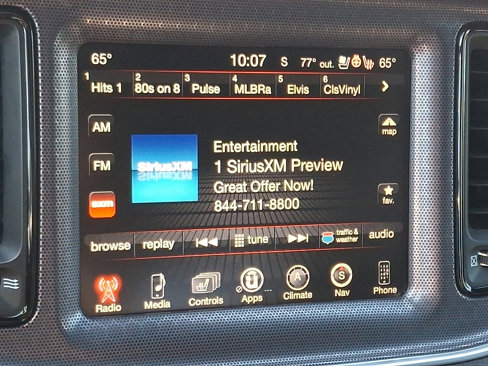 65° 10:07 S 77° out. 65°
1 Hits 1 2 80s on 8 3 Pulse 4 MLBRa 5 Elvis 6 ClsVinyl
AM
map
SiriusXM
Entertainment
1 SiriusXM Preview
Great Offer Now!
844-711-8800
FM
sxm
fav.
browse replay tune traffic & weather audio
Radio Media Controls Apps ... Climate Nav Phone
A S